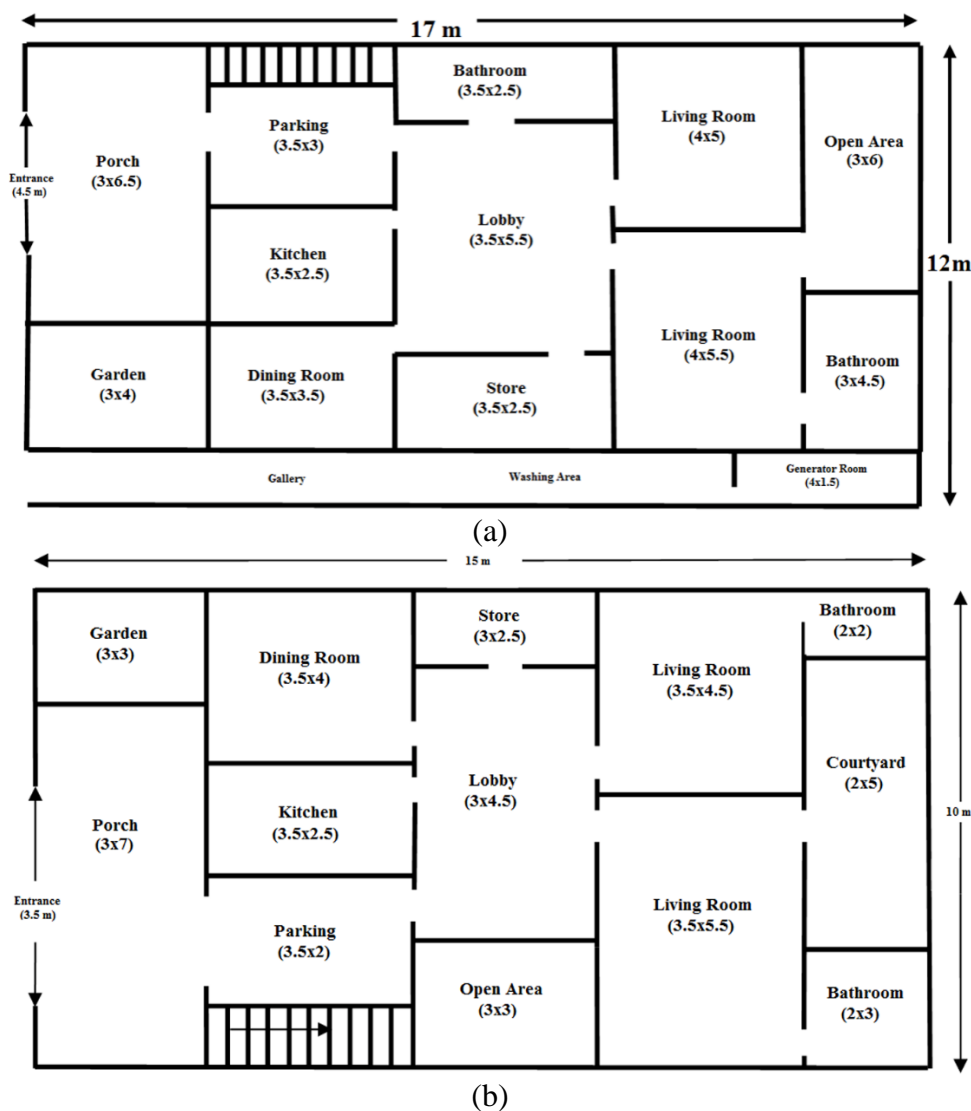 17 m
Bathroom
(3.5x2.5)
Living Room
(4x5)
Parking
(3.5x3)
Open Area
(3x6)
Porch
(3x6.5)
Entrance
(4.5 m)
Lobby
(3.5x5.5)
Kitchen
(3.5x2.5)
12m
Living Room
(4x5.5)
Bathroom
(3x4.5)
Garden
(3x4)
Dining Room
(3.5x3.5)
Store
(3.5x2.5)
Gallery
Washing Area
Generator Room
(4x1.5)
(a)
15 m
Garden
(3x3)
Dining Room
(3.5x4)
Store
(3x2.5)
Living Room
(3.5x4.5)
Bathroom
(2x2)
Lobby
(3x4.5)
Courtyard
(2x5)
Kitchen
(3.5x2.5)
Porch
(3x7)
10 m
Entrance
(3.5 m)
Parking
(3.5x2)
Living Room
(3.5x5.5)
Open Area
(3x3)
Bathroom
(2x3)
(b)